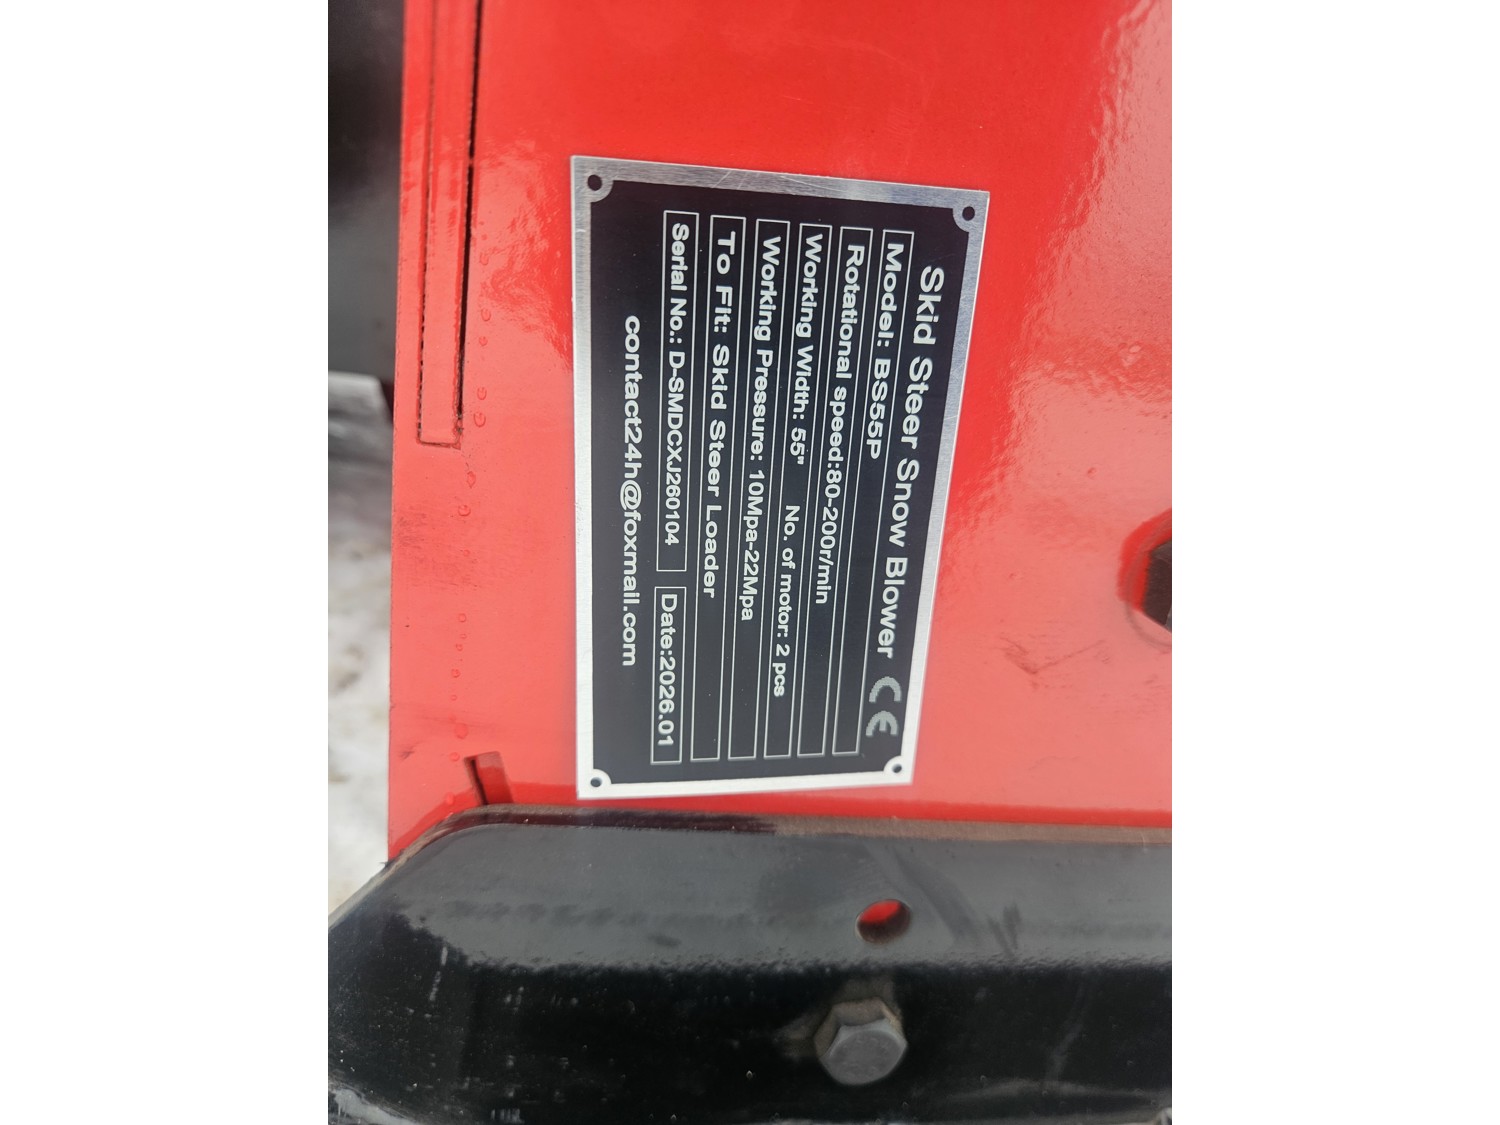 Skid Steer Snow Blower CE
Model: BS55P
Rotational speed:80-200r/min
Working Width: 55" No. of motor: 2 pcs
Working Pressure: 10Mpa-22Mpa
To Fit: Skid Steer Loader
Serial No.: D-SMDCXJ260104 Date:2026.01
contact24h@foxmail.com